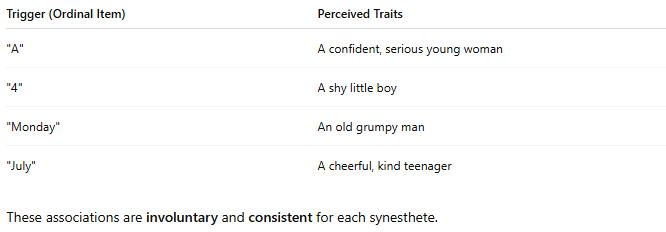 Trigger (Ordinal Item) Perceived Traits
"A" A confident, serious young woman
"4" A shy little boy
"Monday" An old grumpy man
"July" A cheerful, kind teenager
These associations are involuntary and consistent for each synesthete.